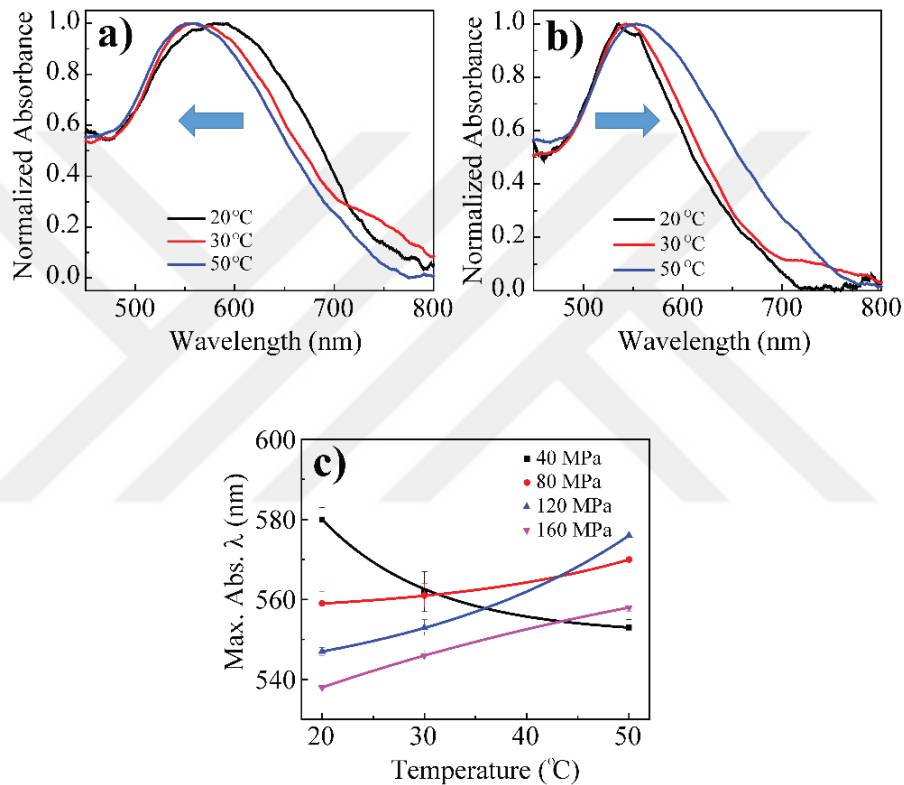 a)
Normalized Absorbance
1.0
0.8
0.6
0.4
0.2
0.0
20 °C
30 °C
50 °C
500 600 700 800
Wavelength (nm)
b)
Normalized Absorbance
1.0
0.8
0.6
0.4
0.2
0.0
20 °C
30 °C
50 °C
500 600 700 800
Wavelength (nm)
c)
Max. Abs. λ (nm)
600
580
560
540
40 MPa
80 MPa
120 MPa
160 MPa
20 30 40 50
Temperature (°C)